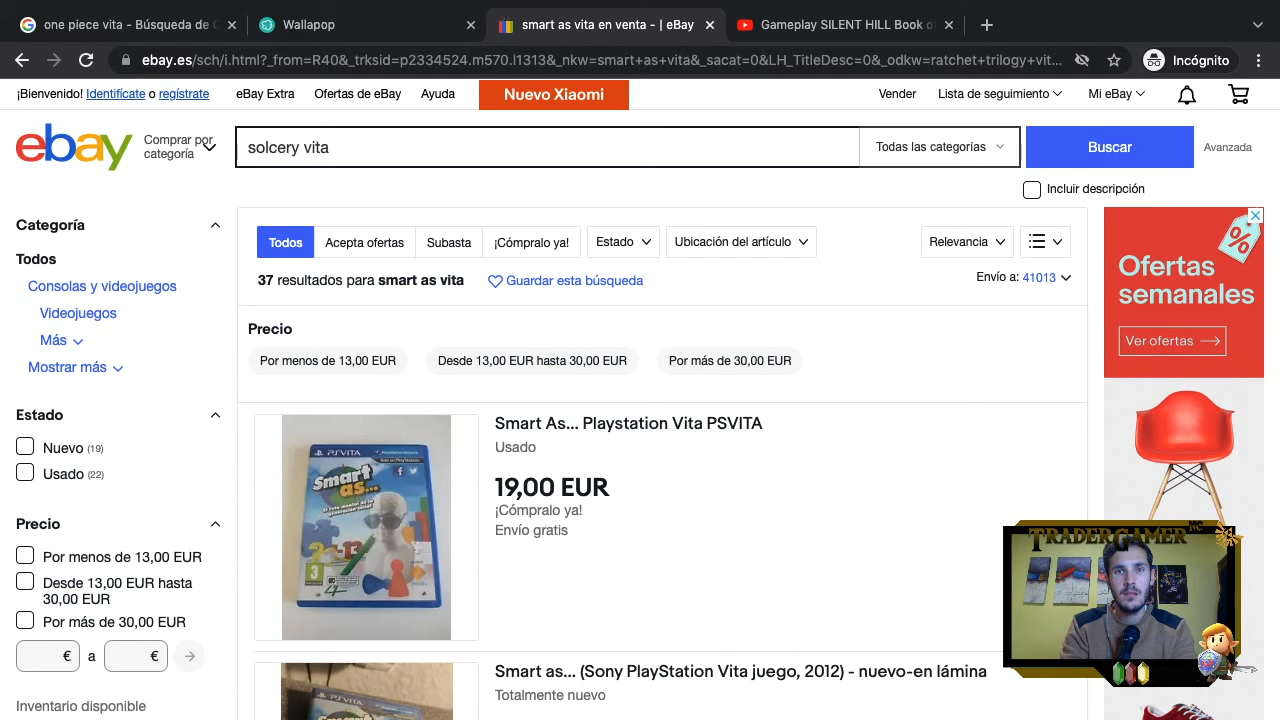 one piece vita - Búsqueda de G
Wallapop
smart as vita en venta - | eBay
Gameplay SILENT HILL Book o
ebay.es/sch/i.html?_from=R40&_trksid=p2334524.m570.l1313&_nkw=smart+as+vita&_sacat=0&LH_TitleDesc=0&_odkw=ratchet+trilogy+vit...
Incógnito
¡Bienvenido! Identifícate o regístrate
eBay Extra
Ofertas de eBay
Ayuda
Nuevo Xiaomi
Vender
Lista de seguimiento
Mi eBay
ebay
Comprar por
categoría
solcery vita
Todas las categorías
Buscar
Avanzada
Incluir descripción
Categoría
Todos
Consolas y videojuegos
Videojuegos
Más
Mostrar más
Estado
Nuevo (19)
Usado (22)
Precio
Por menos de 13,00 EUR
Desde 13,00 EUR hasta
30,00 EUR
Por más de 30,00 EUR
€ a €
Inventario disponible
Todos
Acepta ofertas
Subasta
¡Cómpralo ya!
Estado
Ubicación del artículo
Relevancia
37 resultados para smart as vita
Guardar esta búsqueda
Envío a: 41013
Precio
Por menos de 13,00 EUR
Desde 13,00 EUR hasta 30,00 EUR
Por más de 30,00 EUR
PSVITA
Smart
as...
Smart As... Playstation Vita PSVITA
Usado
19,00 EUR
¡Cómpralo ya!
Envío gratis
PSVITA
Smart as... (Sony PlayStation Vita juego, 2012) - nuevo-en lámina
Totalmente nuevo
%
Ofertas
semanales
Ver ofertas
TRADERGAMER